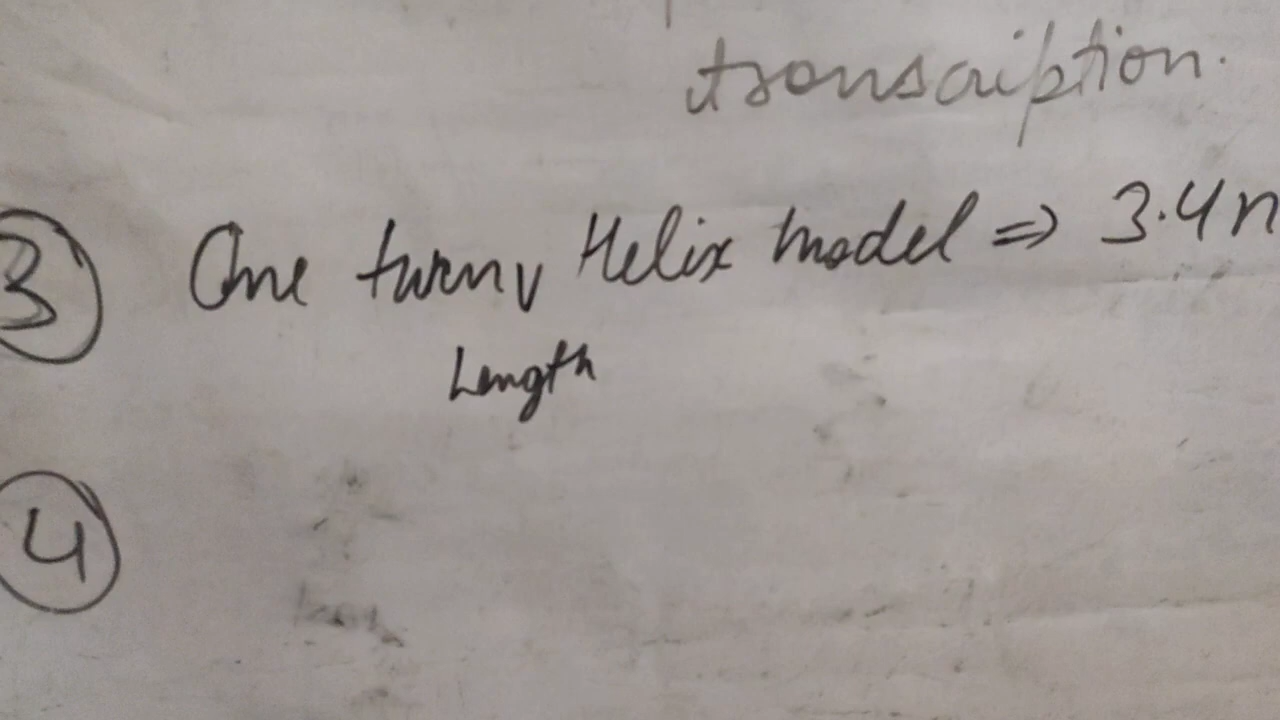 transcription.
③ One turn Helix model => 3.4n
Length
④